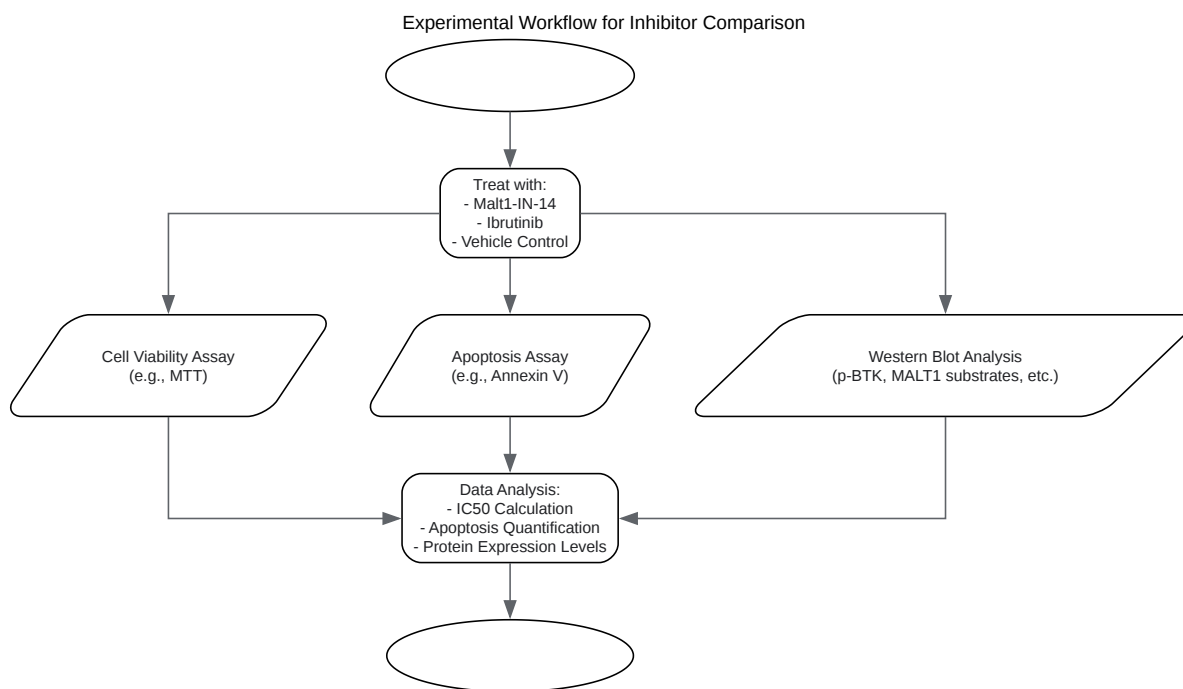 Experimental Workflow for Inhibitor Comparison
Treat with:
- Malt1-IN-14
- Ibrutinib
- Vehicle Control
Cell Viability Assay
(e.g., MTT)
Apoptosis Assay
(e.g., Annexin V)
Western Blot Analysis
(p-BTK, MALT1 substrates, etc.)
Data Analysis:
- IC50 Calculation
- Apoptosis Quantification
- Protein Expression Levels